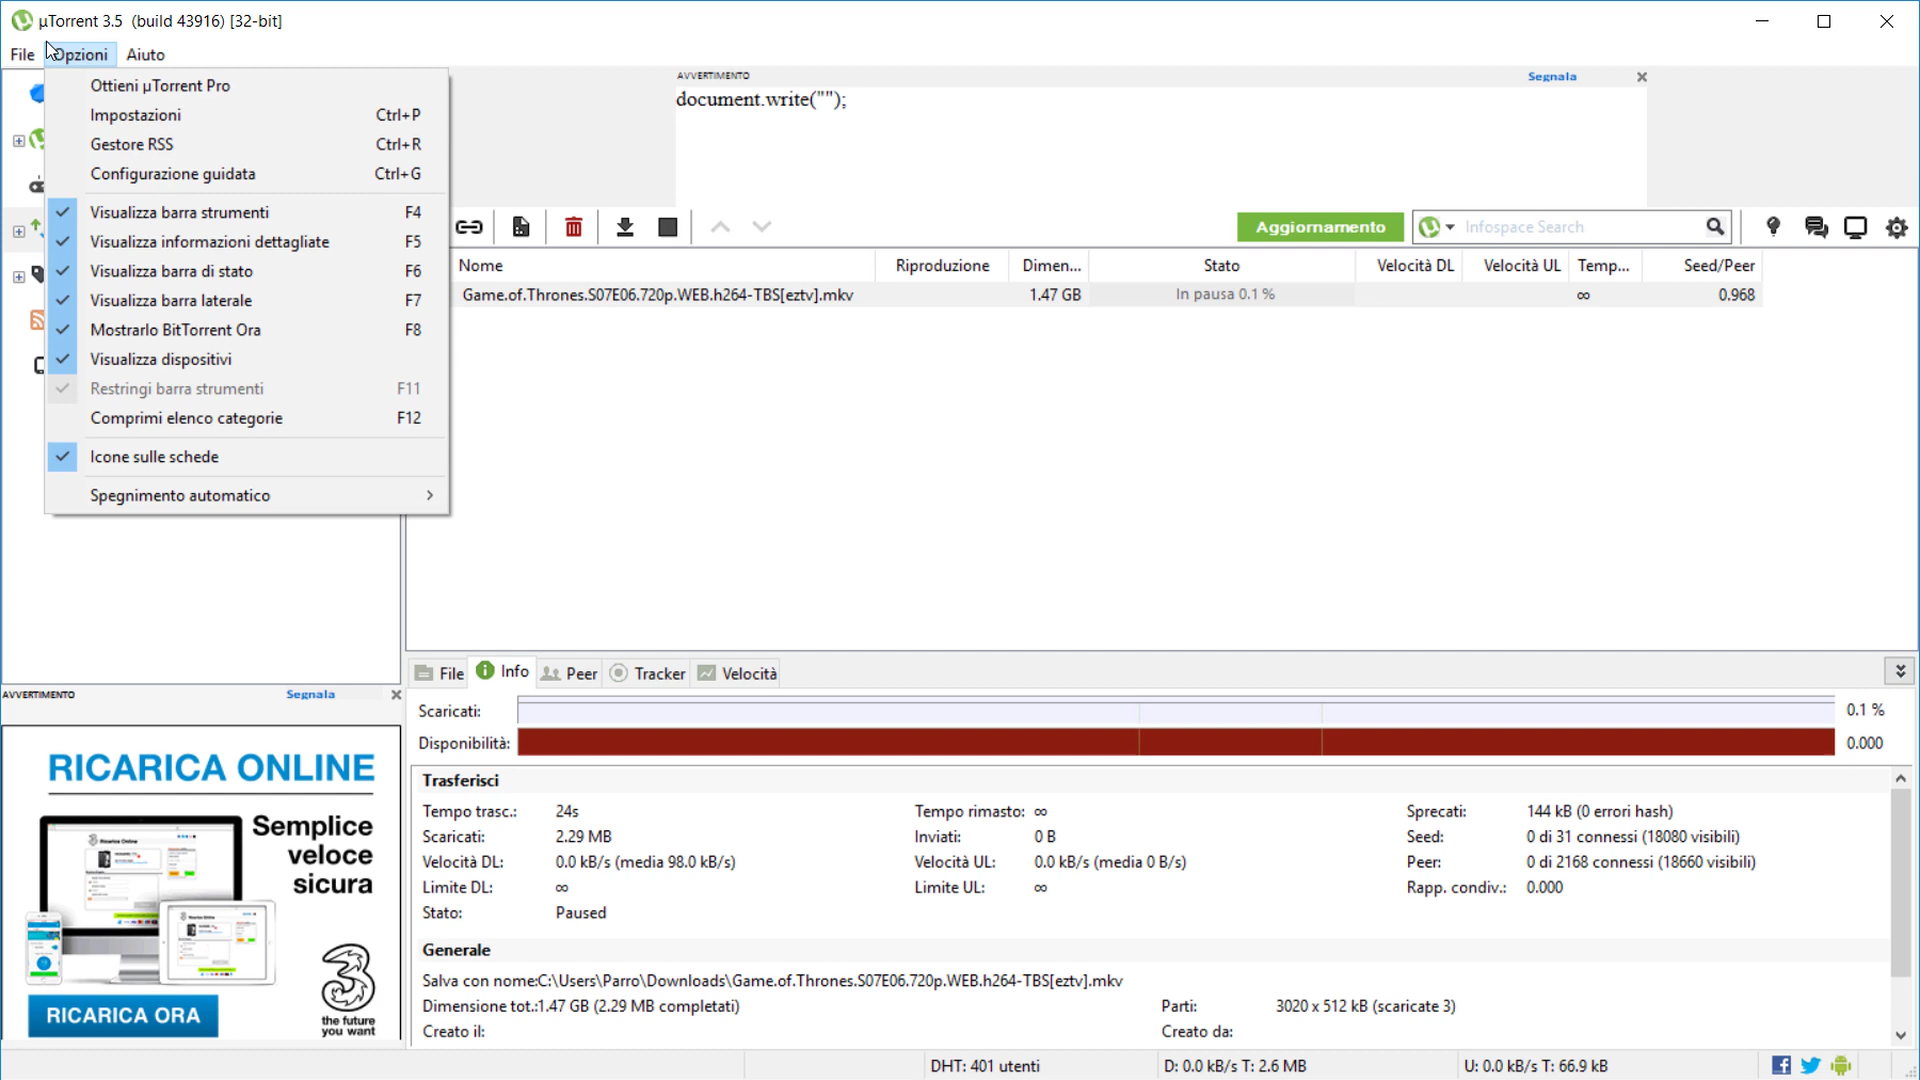 µTorrent 3.5  (build 43916) [32-bit]
File Opzioni Aiuto
Ottieni µTorrent Pro
Impostazioni Ctrl+P
Gestore RSS Ctrl+R
Configurazione guidata Ctrl+G
Visualizza barra strumenti F4
Visualizza informazioni dettagliate F5
Visualizza barra di stato F6
Visualizza barra laterale F7
Mostrarlo BitTorrent Ora F8
Visualizza dispositivi
Restringi barra strumenti F11
Comprimi elenco categorie F12
Icone sulle schede
Spegnimento automatico
AVVERTIMENTO Segnala
document.write("");
Aggiornamento Infospace Search
Nome Riproduzione Dimen... Stato Velocità DL Velocità UL Temp... Seed/Peer
Game.of.Thrones.S07E06.720p.WEB.h264-TBS[eztv].mkv 1.47 GB In pausa 0.1 % ∞ 0.968
AVVERTIMENTO Segnala
RICARICA ONLINE
Semplice
veloce
sicura
Ricarica Online
Ricarica Online
3
the future
you want
RICARICA ORA
File Info Peer Tracker Velocità
Scaricati: 0.1 %
Disponibilità: 0.000
Trasferisci
Tempo trasc.: 24s Tempo rimasto: ∞ Sprecati: 144 kB (0 errori hash)
Scaricati: 2.29 MB Inviati: 0 B Seed: 0 di 31 connessi (18080 visibili)
Velocità DL: 0.0 kB/s (media 98.0 kB/s) Velocità UL: 0.0 kB/s (media 0 B/s) Peer: 0 di 2168 connessi (18660 visibili)
Limite DL: ∞ Limite UL: ∞ Rapp. condiv.: 0.000
Stato: Paused
Generale
Salva con nome:C:\Users\Parro\Downloads\Game.of.Thrones.S07E06.720p.WEB.h264-TBS[eztv].mkv
Dimensione tot.:1.47 GB (2.29 MB completati) Parti: 3020 x 512 kB (scaricate 3)
Creato il: Creato da:
DHT: 401 utenti D: 0.0 kB/s T: 2.6 MB U: 0.0 kB/s T: 66.9 kB